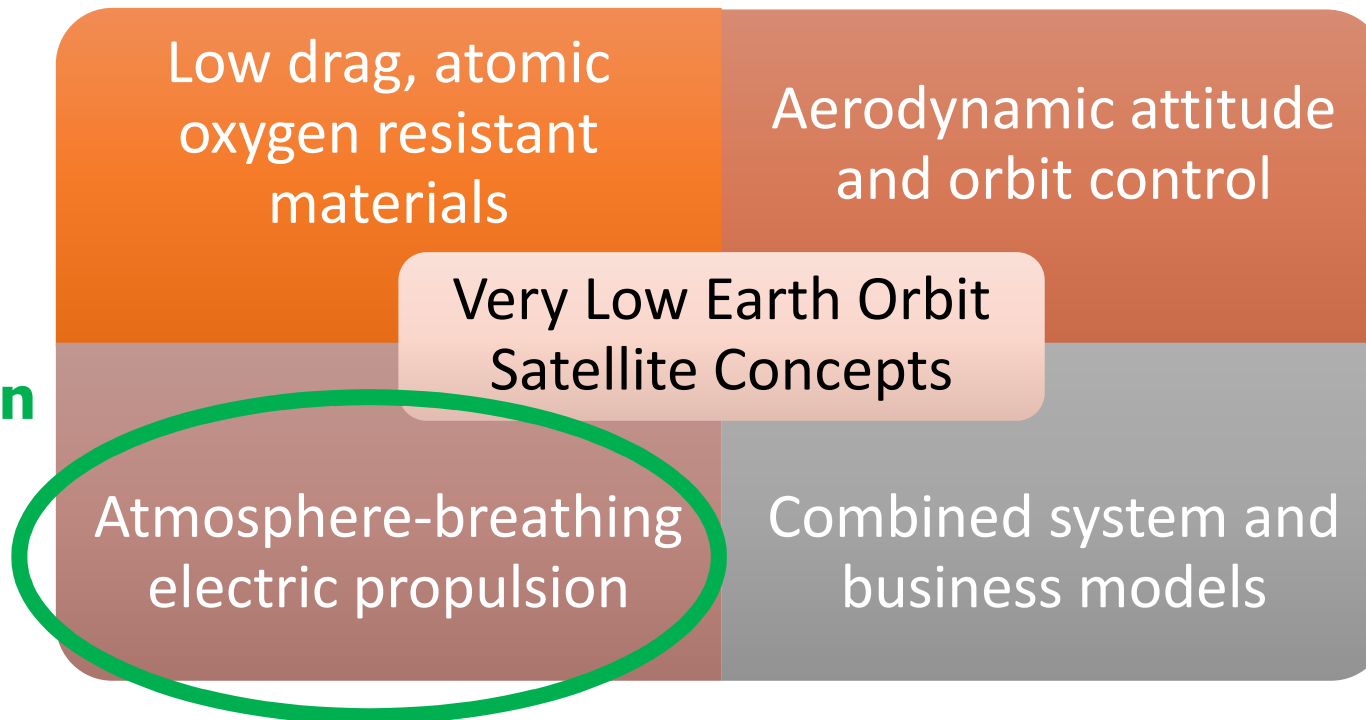 Low drag, atomic
oxygen resistant
materials
Aerodynamic attitude
and orbit control
Very Low Earth Orbit
Satellite Concepts
n
Atmosphere-breathing
electric propulsion
Combined system and
business models